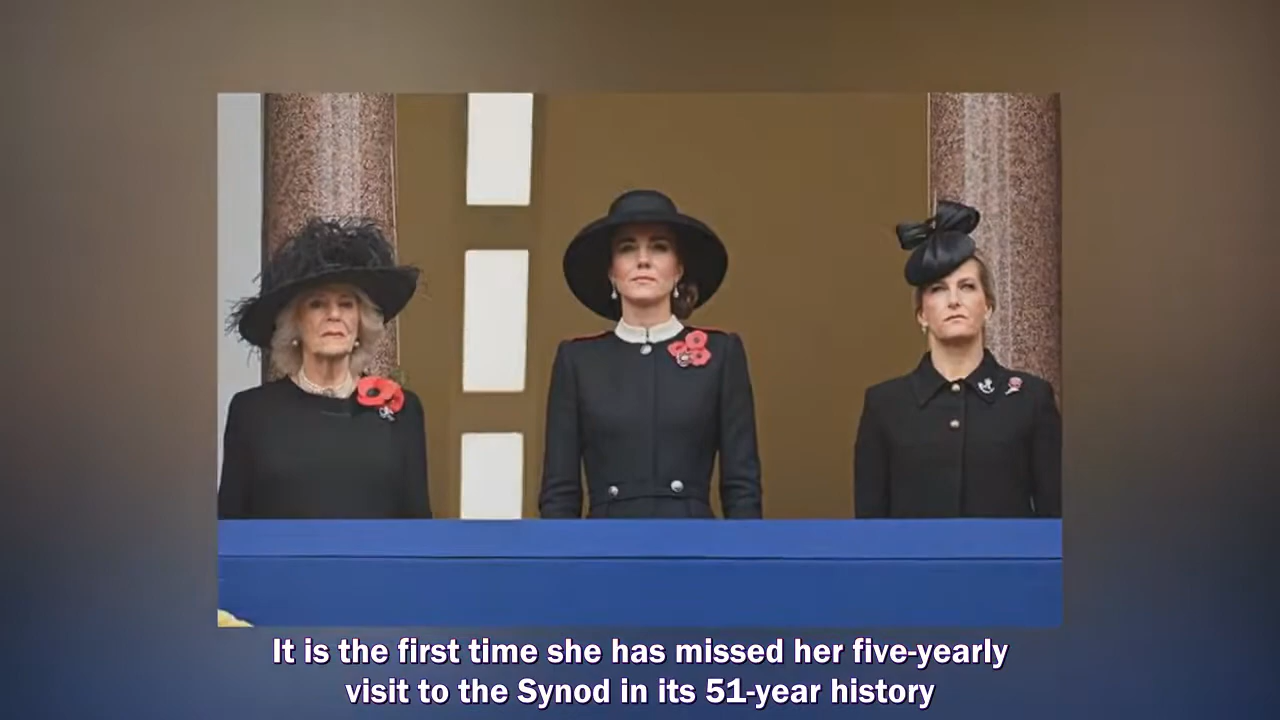 It is the first time she has missed her five-yearly
visit to the Synod in its 51-year history